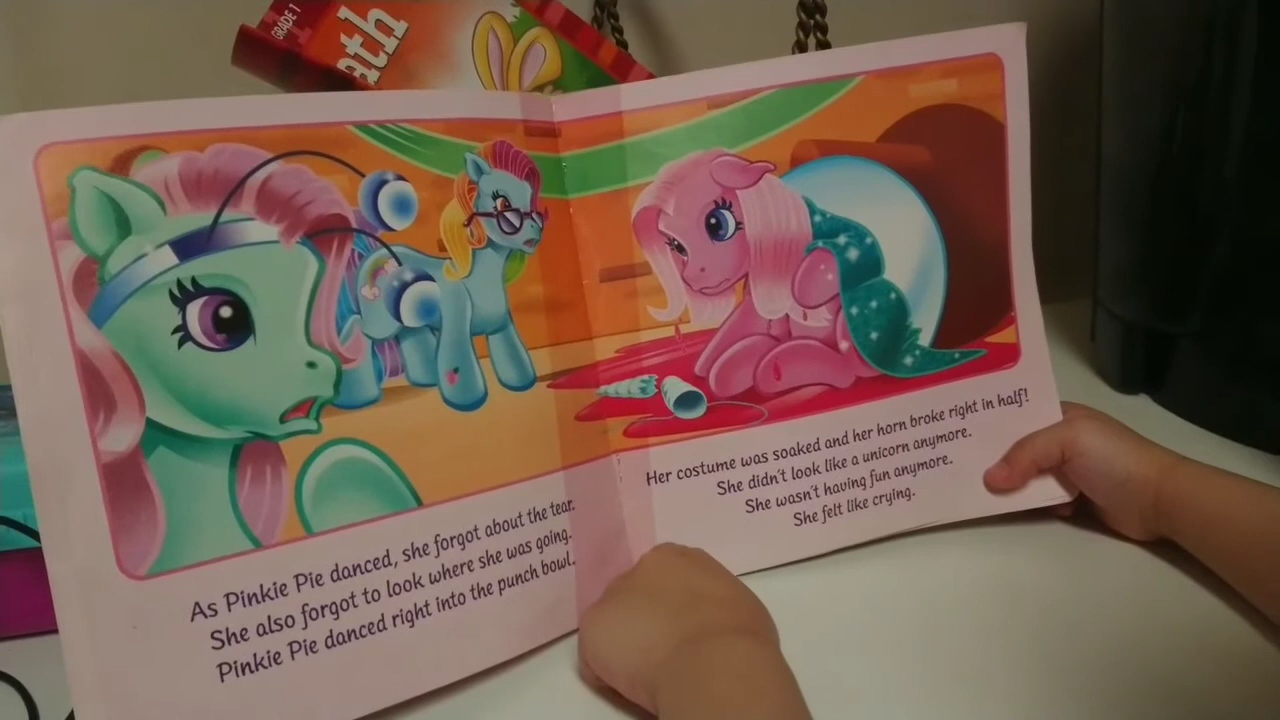 GRADE 1
ath
As Pinkie Pie danced, she forgot about the tear.
She also forgot to look where she was going.
Pinkie Pie danced right into the punch bowl.
Her costume was soaked and her horn broke right in half!
She didn't look like a unicorn anymore.
She wasn't having fun anymore.
She felt like crying.